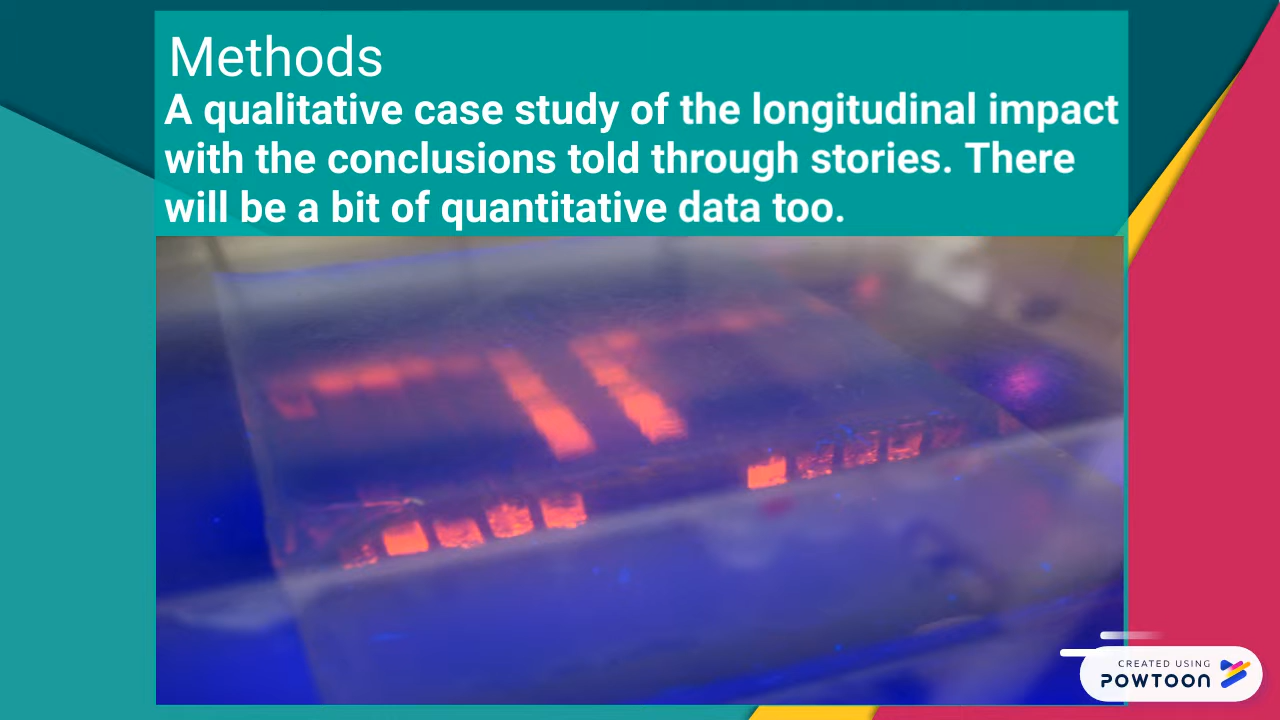 Methods
A qualitative case study of the longitudinal impact
with the conclusions told through stories. There
will be a bit of quantitative data too.
CREATED USING
POWTOON